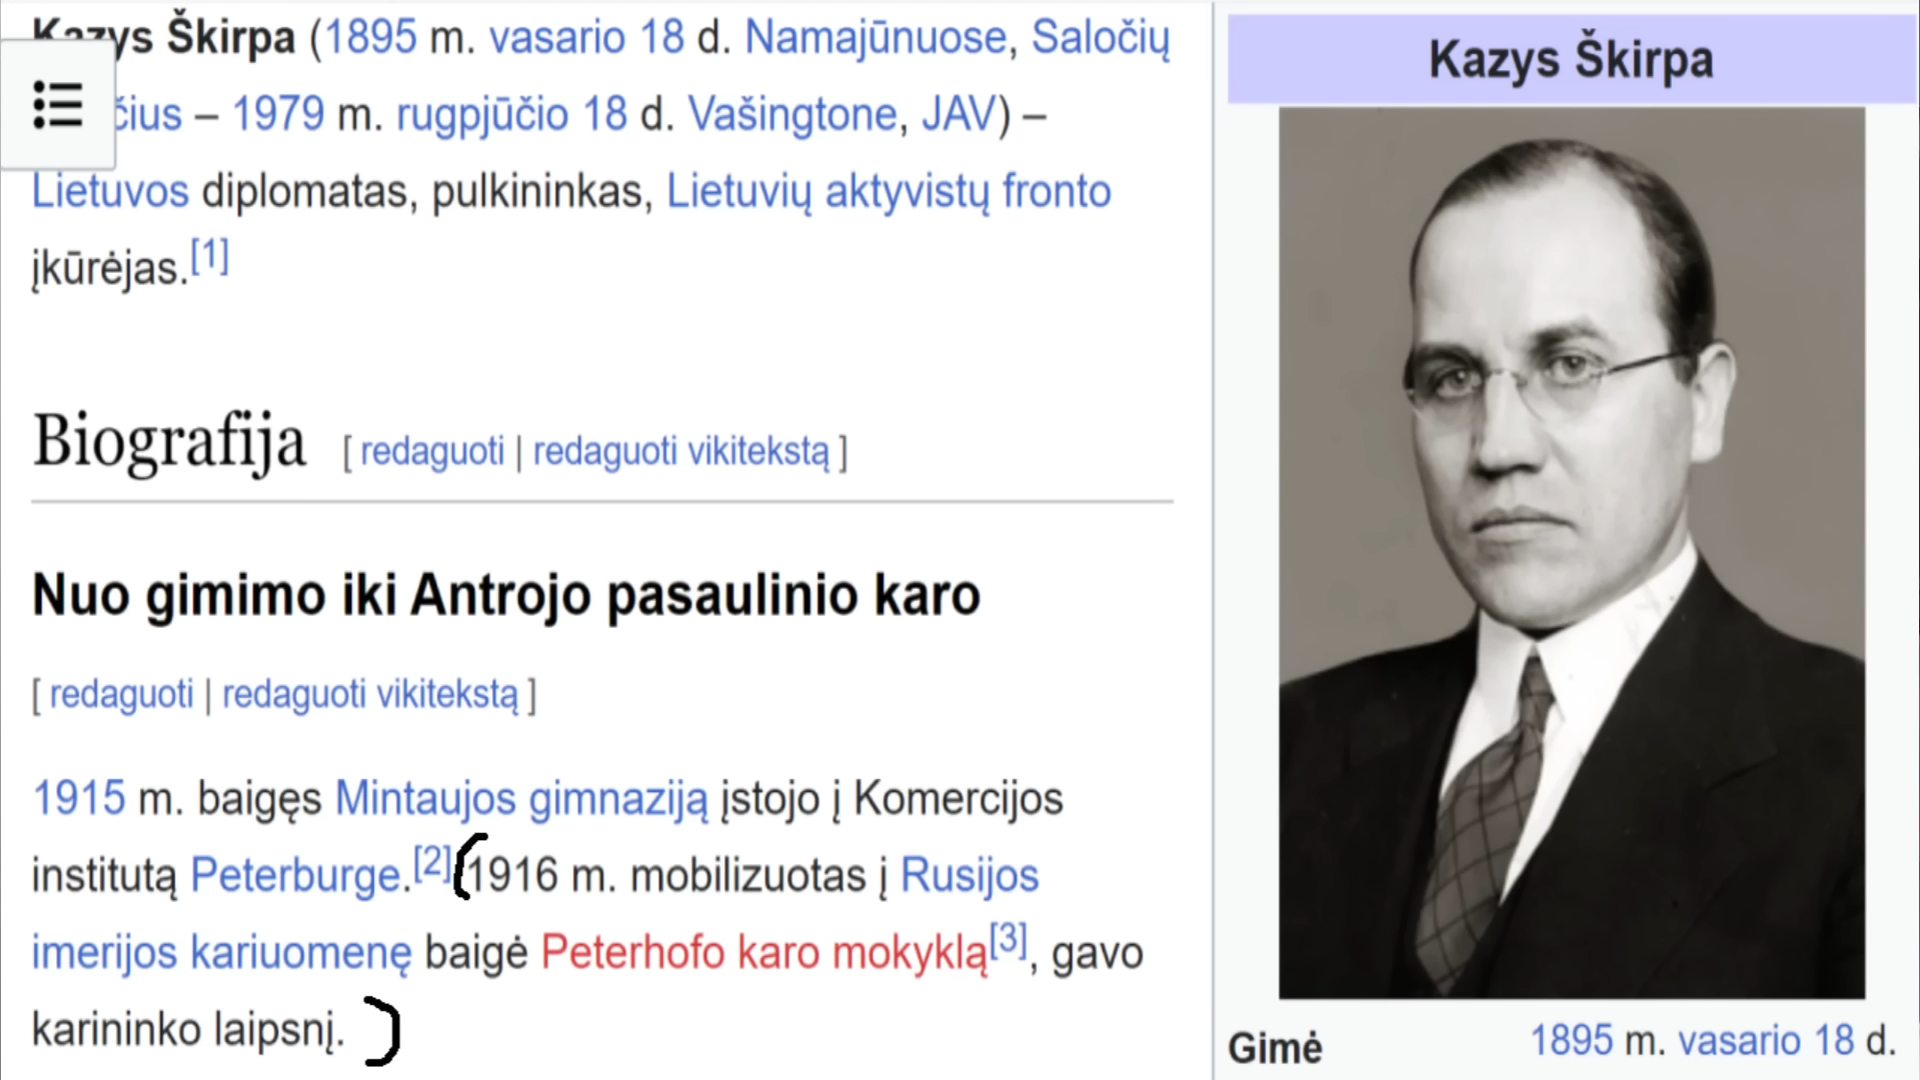 Kazys Škirpa (1895 m. vasario 18 d. Namajūnuose, Saločių
čius – 1979 m. rugpjūčio 18 d. Vašingtone, JAV) –
Lietuvos diplomatas, pulkininkas, Lietuvių aktyvistų fronto
įkūrėjas.[1]
Biografija [ redaguoti | redaguoti vikitekstą ]
Nuo gimimo iki Antrojo pasaulinio karo
[ redaguoti | redaguoti vikitekstą ]
1915 m. baigęs Mintaujos gimnaziją įstojo į Komercijos
institutą Peterburge.[2](1916 m. mobilizuotas į Rusijos
imerijos kariuomenę baigė Peterhofo karo mokyklą[3], gavo
karininko laipsnį. )
Kazys Škirpa
Gimė 1895 m. vasario 18 d.